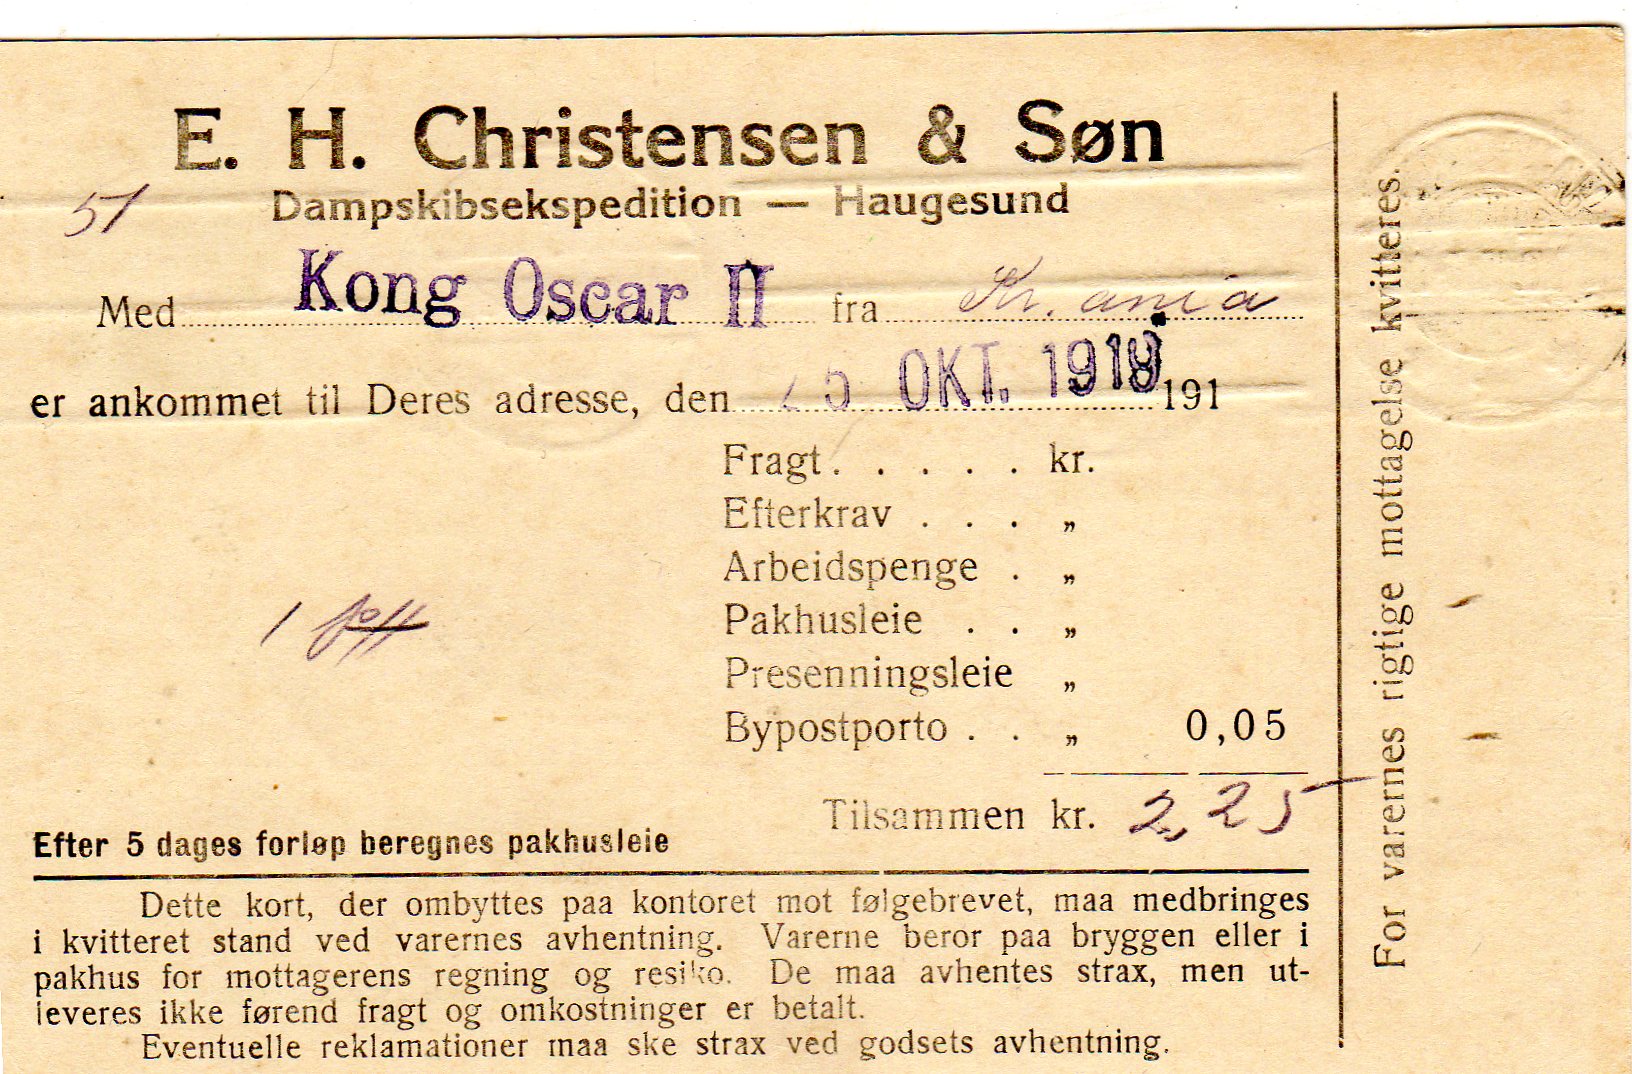 E. H. Christensen & Søn
Dampskibsekspedition — Haugesund
51
Med Kong Oscar II fra Kr.ania
er ankommet til Deres adresse, den 25 OKT. 1918 191
Fragt . . . . . kr.
Efterkrav . . . „
Arbeidspenge . „
Pakhusleie . . „
Presenningsleie „
1
Bypostporto . . „ 0,05
Tilsammen kr. 2,25
Efter 5 dages forløp beregnes pakhusleie
Dette kort, der ombyttes paa kontoret mot følgebrevet, maa medbringes
i kvitteret stand ved varernes avhentning. Varerne beror paa bryggen eller i
pakhus for mottagerens regning og resiko. De maa avhentes strax, men ut-
leveres ikke førend fragt og omkostninger er betalt.
Eventuelle reklamationer maa ske strax ved godsets avhentning.
For varernes rigtige mottagelse kvitteres.